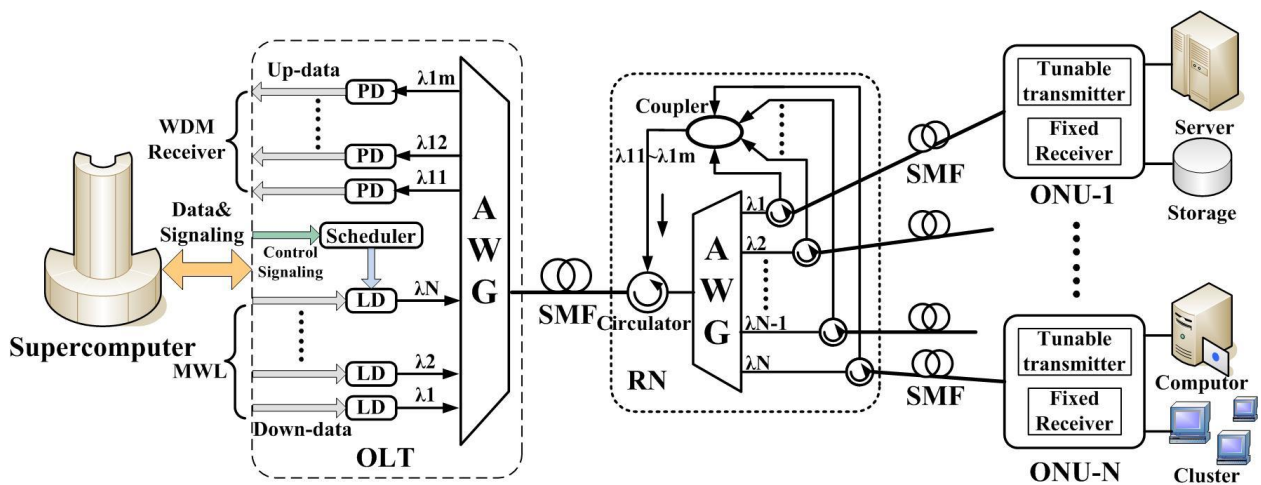 Up-data
PD
λ1m
WDM
Receiver
PD
λ12
PD
λ11
Data&
Signaling
Control
Signaling
Scheduler
LD
λN
MWL
LD
λ2
LD
λ1
Down-data
OLT
A
W
G
Supercomputer
SMF
Coupler
λ11~λ1m
Circulator
RN
A
W
G
λ1
λ2
λN-1
λN
SMF
SMF
Tunable
transmitter
Fixed
Receiver
ONU-1
Server
Storage
Tunable
transmitter
Fixed
Receiver
ONU-N
Computor
Cluster